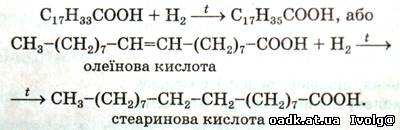 C₁₇H₃₃COOH + H₂ →t C₁₇H₃₅COOH, або
CH₃–(CH₂)₇–CH=CH–(CH₂)₇–COOH + H₂ →t
олеїнова кислота
→t CH₃–(CH₂)₇–CH₂–CH₂–(CH₂)₇–COOH.
стеаринова кислота
oadk.at.ua Ivolg@